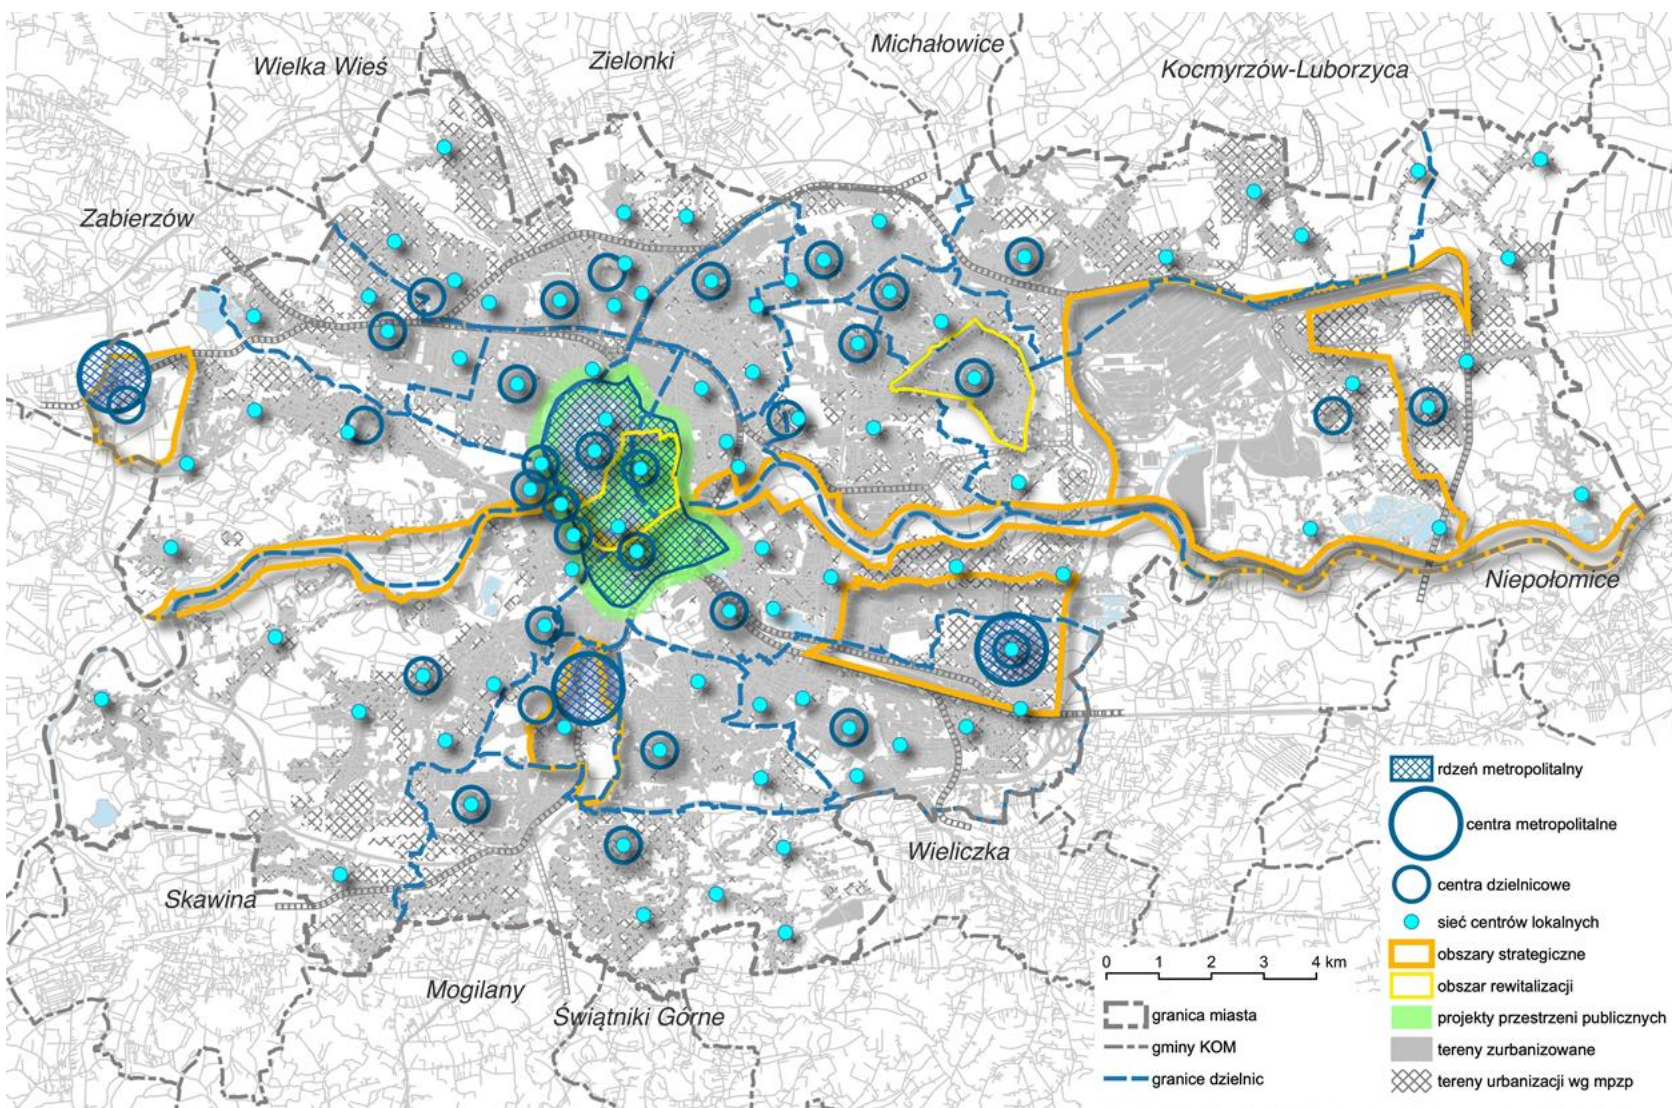 Wielka Wieś
Zielonki
Michałowice
Kocmyrzów-Luborzyca
Zabierzów
Niepołomice
Wieliczka
Skawina
Mogilany
Świątniki Górne
0 1 2 3 4 km
granica miasta
gminy KOM
granice dzielnic
rdzeń metropolitalny
centra metropolitalne
centra dzielnicowe
sieć centrów lokalnych
obszary strategiczne
obszar rewitalizacji
projekty przestrzeni publicznych
tereny zurbanizowane
tereny urbanizacji wg mpzp